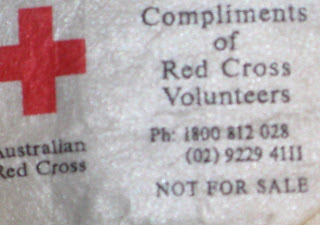 Compliments
of
Red Cross
Volunteers
Ph: 1800 812 028
(02) 9229 4111
NOT FOR SALE
Australian
Red Cross